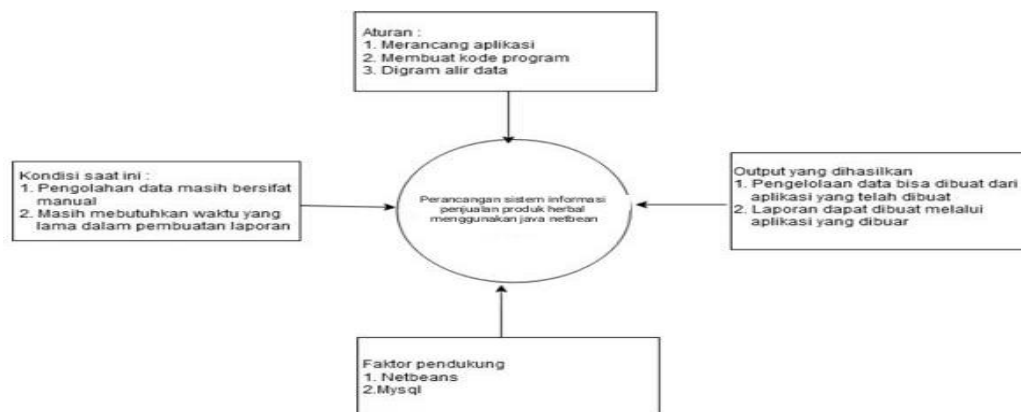 Aturan :
1. Merancang aplikasi
2. Membuat kode program
3. Digram alir data
Kondisi saat ini :
1. Pengolahan data masih bersifat
manual
2. Masih mebutuhkan waktu yang
lama dalam pembuatan laporan
Perancangan sistem informasi
penjualan produk herbal
menggunakan java netbean
Output yang dihasilkan
1. Pengelolaan data bisa dibuat dari
aplikasi yang telah dibuat
2. Laporan dapat dibuat melalui
aplikasi yang dibuar
Faktor pendukung
1. Netbeans
2.Mysql